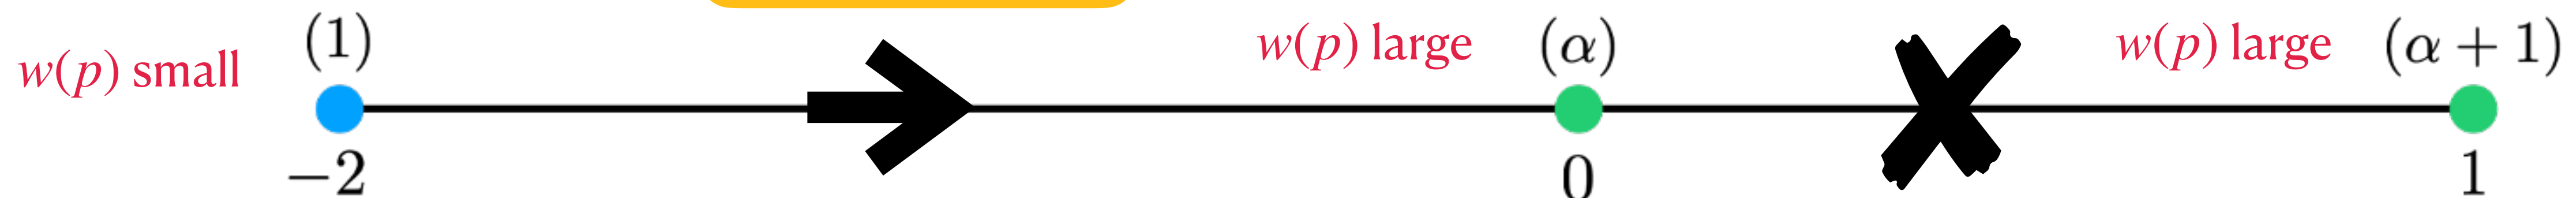 w(p) small
(1)
w(p) large
(α)
w(p) large
(α + 1)
−2
0
1